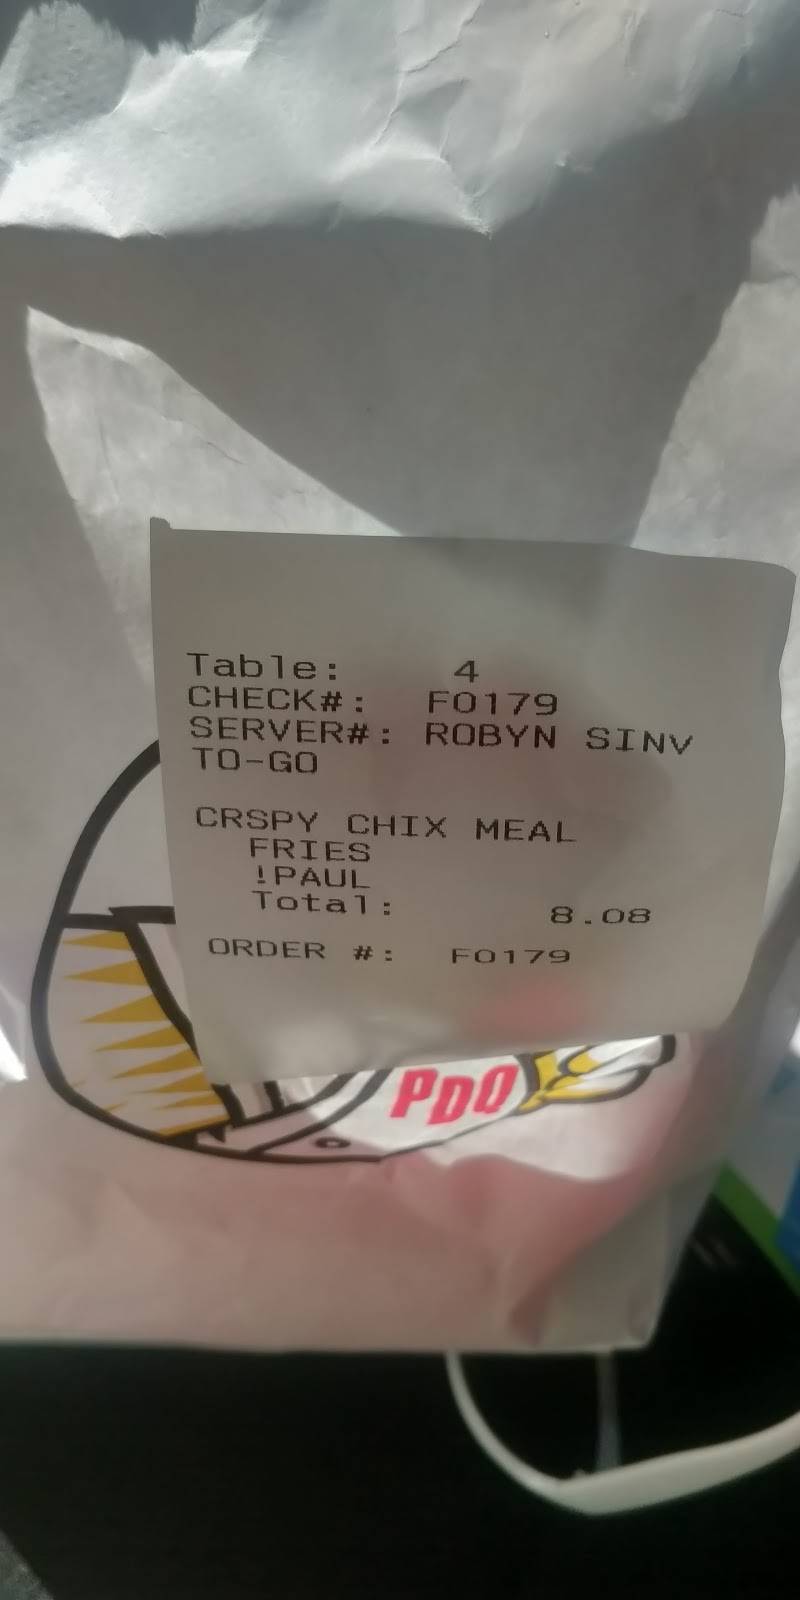 Table: 4
CHECK#: F0179
SERVER#: ROBYN SINV
TO-GO
CRSPY CHIX MEAL
FRIES
!PAUL
Total: 8.08
ORDER #: F0179
PDQ